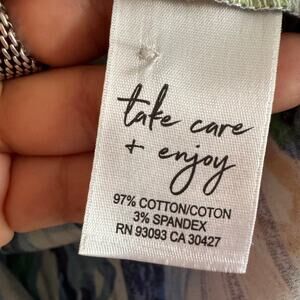 take care
+ enjoy
97% COTTON/COTON
3% SPANDEX
RN 93093 CA 30427